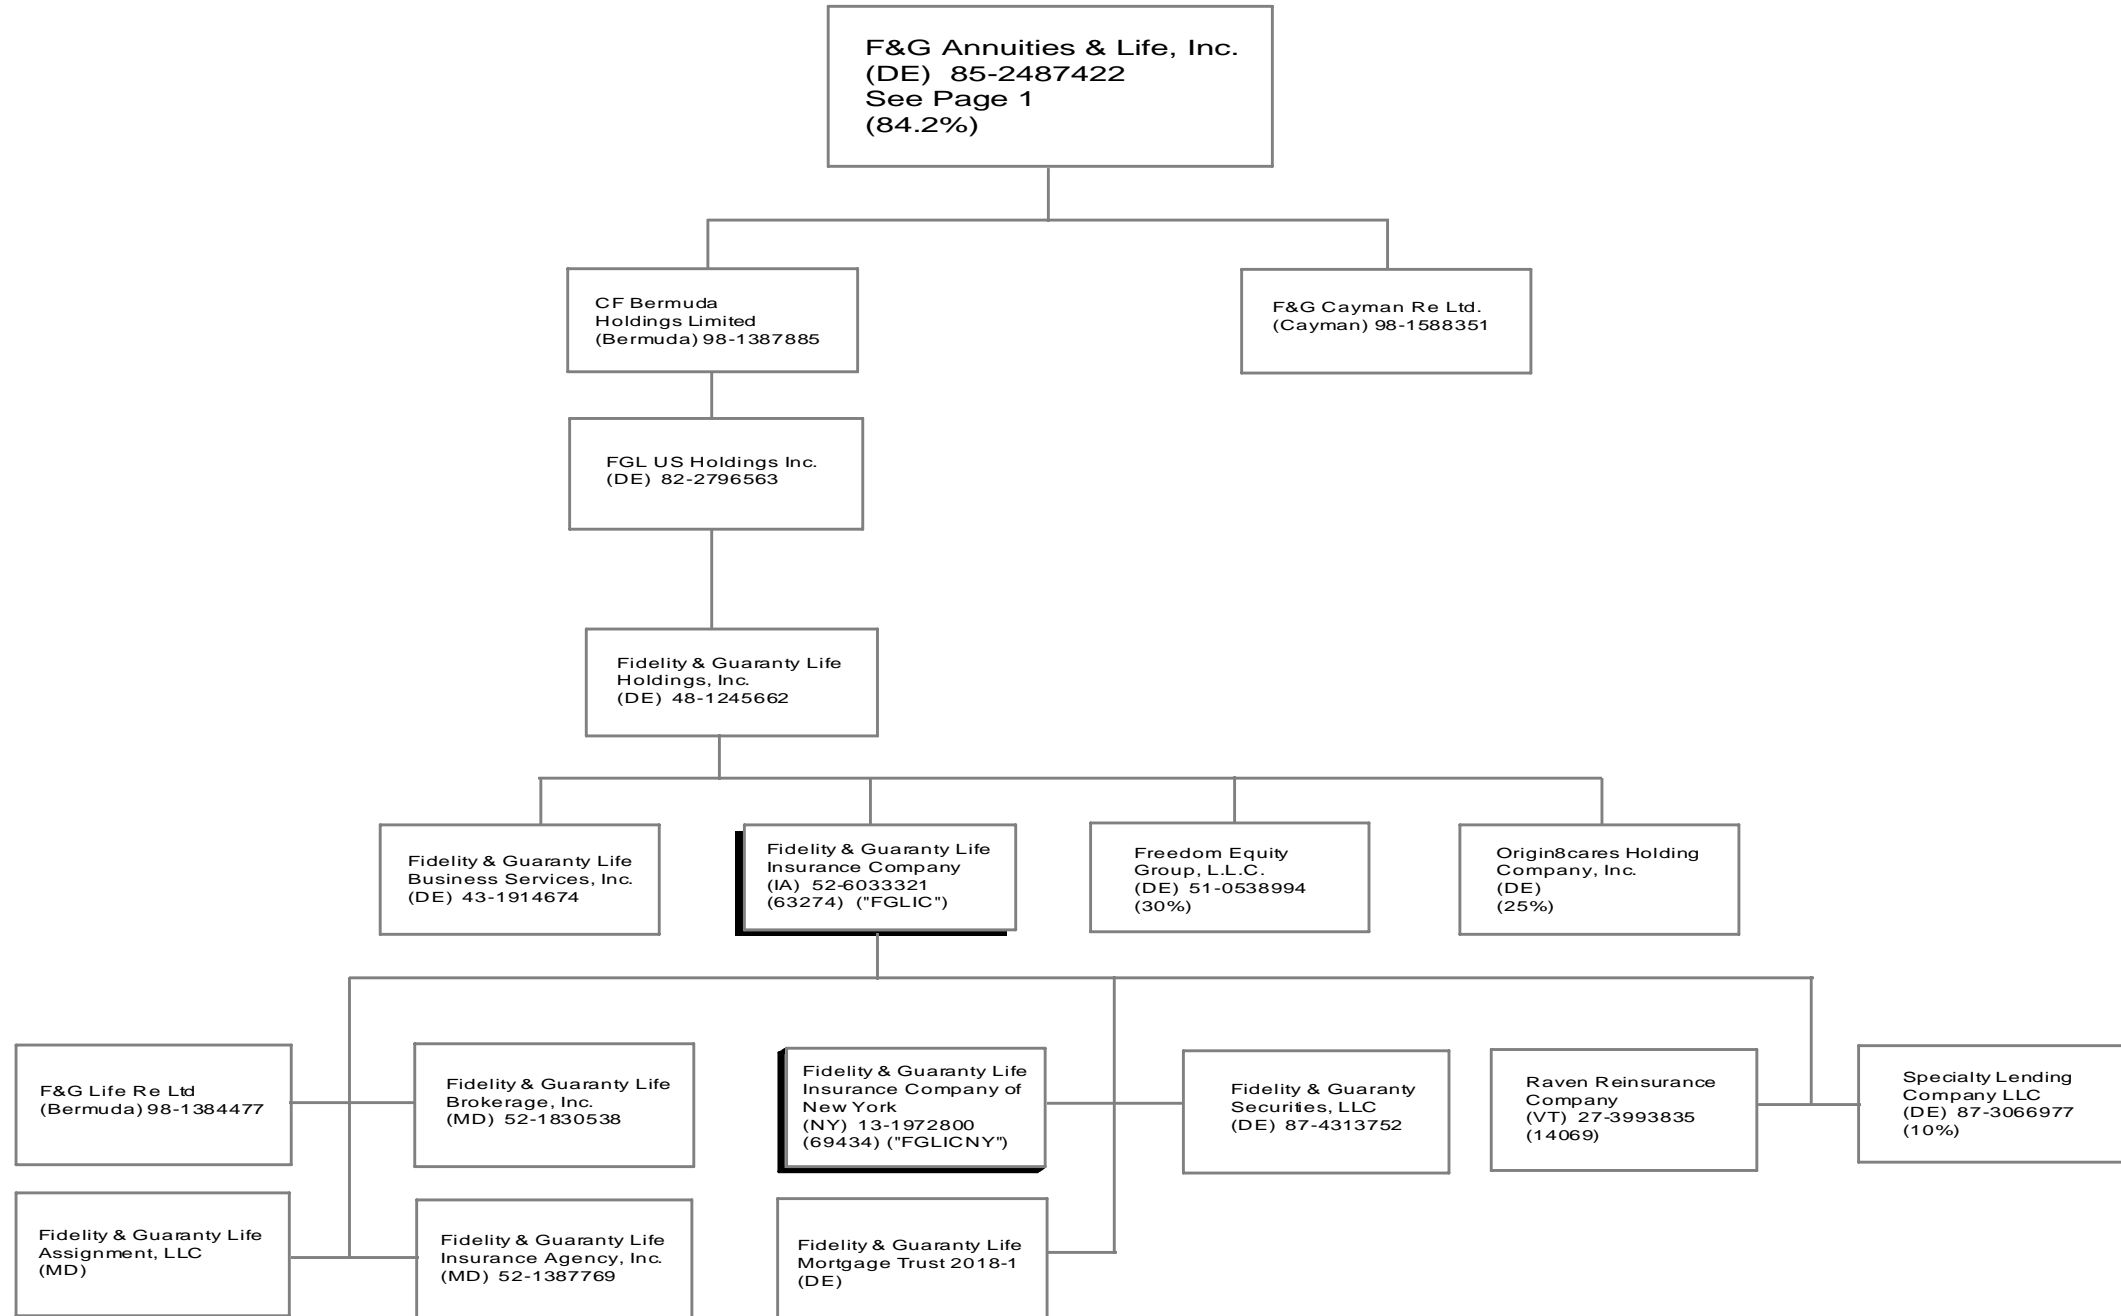 F&G Annuities & Life, Inc.
(DE) 85-2487422
See Page 1
(84.2%)
CF Bermuda
Holdings Limited
(Bermuda) 98-1387885
F&G Cayman Re Ltd.
(Cayman) 98-1588351
FGL US Holdings Inc.
(DE) 82-2796563
Fidelity & Guaranty Life
Holdings, Inc.
(DE) 48-1245662
Fidelity & Guaranty Life
Business Services, Inc.
(DE) 43-1914674
Fidelity & Guaranty Life
Insurance Company
(IA) 52-6033321
(63274) ("FGLIC")
Freedom Equity
Group, L.L.C.
(DE) 51-0538994
(30%)
Origin8cares Holding
Company, Inc.
(DE)
(25%)
F&G Life Re Ltd
(Bermuda) 98-1384477
Fidelity & Guaranty Life
Brokerage, Inc.
(MD) 52-1830538
Fidelity & Guaranty Life
Insurance Company of
New York
(NY) 13-1972800
(69434) ("FGLICNY")
Fidelity & Guaranty
Securities, LLC
(DE) 87-4313752
Raven Reinsurance
Company
(VT) 27-3993835
(14069)
Specialty Lending
Company LLC
(DE) 87-3066977
(10%)
Fidelity & Guaranty Life
Assignment, LLC
(MD)
Fidelity & Guaranty Life
Insurance Agency, Inc.
(MD) 52-1387769
Fidelity & Guaranty Life
Mortgage Trust 2018-1
(DE)